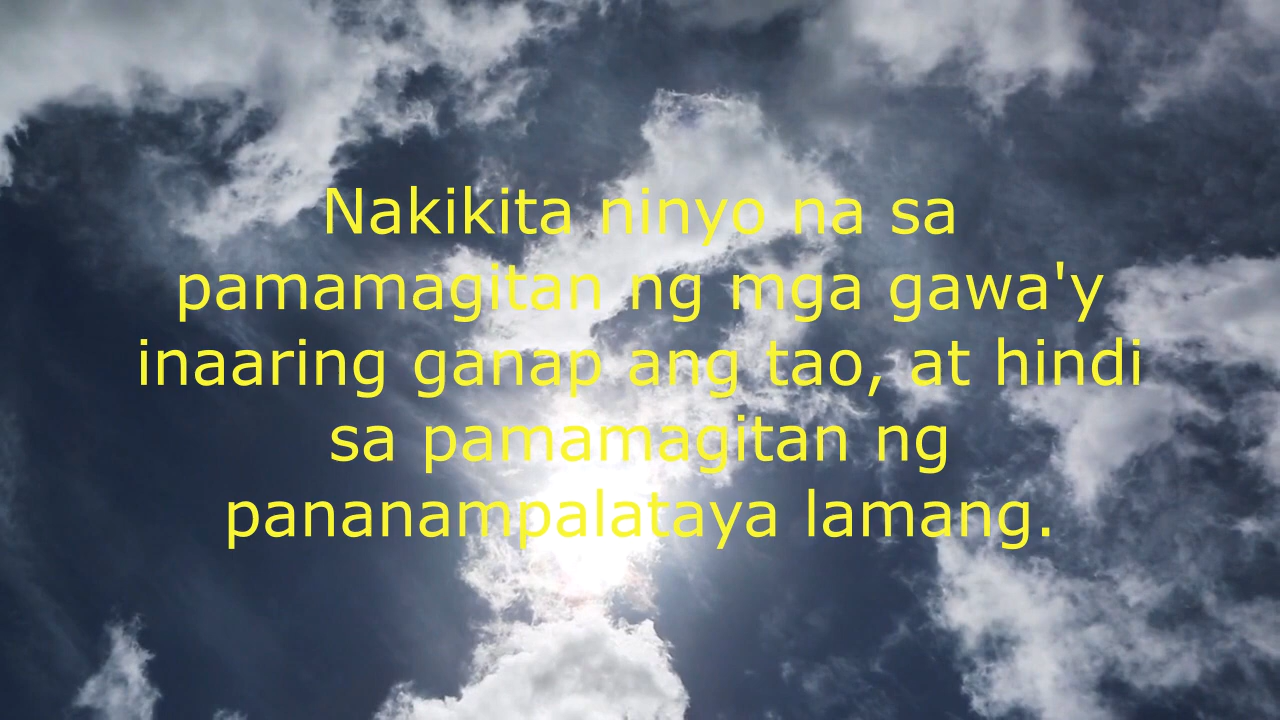 Nakikita ninyo na sa
pamamagitan ng mga gawa'y
inaaring ganap ang tao, at hindi
sa pamamagitan ng
pananampalataya lamang.